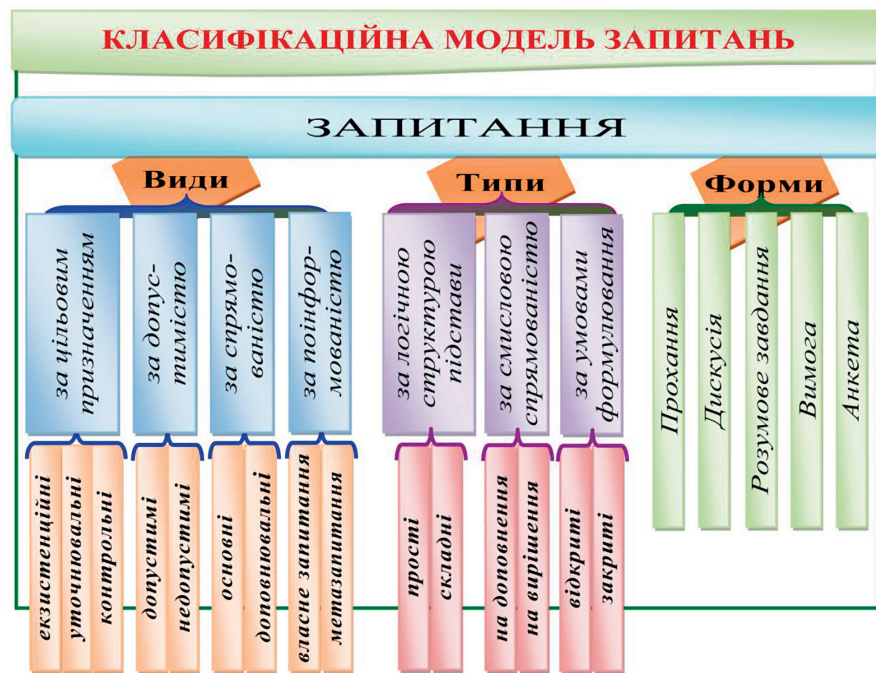 КЛАСИФІКАЦІЙНА МОДЕЛЬ ЗАПИТАНЬ
ЗАПИТАННЯ
Види
за цільовим
призначенням
екзистенційні
уточнювальні
контрольні
за допус-
тимістю
допустимі
недопустимі
за спрямо-
ваністю
основні
доповнювальні
за поінфор-
мованістю
власне запитання
метазапитання
Типи
за логічною
структурою
підстави
прості
складні
за смисловою
спрямованістю
на доповнення
на вирішення
за умовами
формулювання
відкриті
закриті
Форми
Прохання
Дискусія
Розумове завдання
Вимога
Анкета